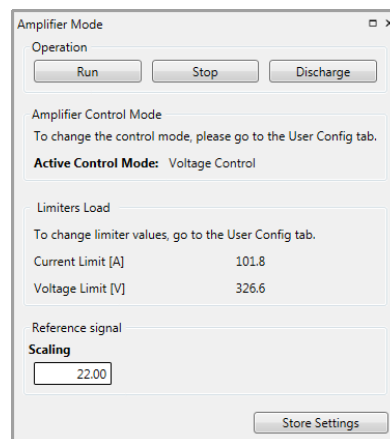 Amplifier Mode
Operation
Run Stop Discharge
Amplifier Control Mode
To change the control mode, please go to the User Config tab.
Active Control Mode: Voltage Control
Limiters Load
To change limiter values, go to the User Config tab.
Current Limit [A] 101.8
Voltage Limit [V] 326.6
Reference signal
Scaling
22.00
Store Settings